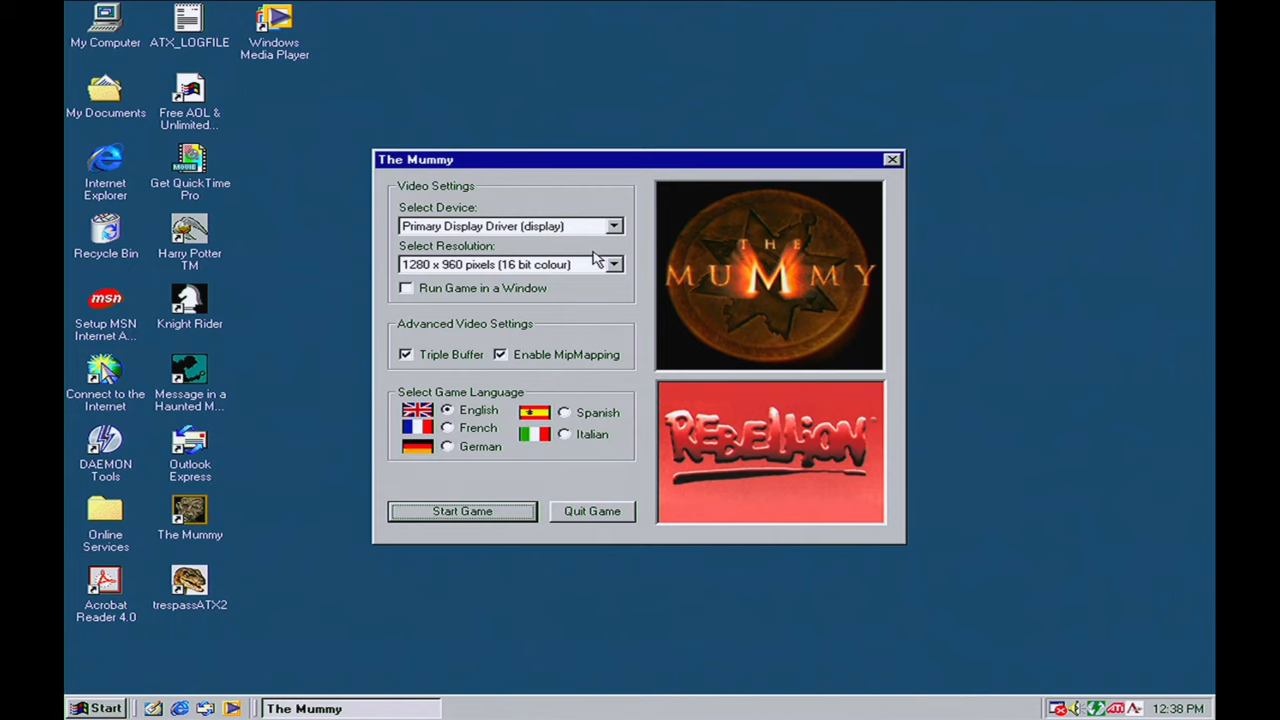 My Computer
ATX_LOGFILE
Windows
Media Player
My Documents
Free AOL &
Unlimited...
Internet
Explorer
Get QuickTime
Pro
Recycle Bin
Harry Potter
TM
msn
Setup MSN
Internet A...
Knight Rider
Connect to the
Internet
Message in a
Haunted M...
DAEMON
Tools
Outlook
Express
Online
Services
The Mummy
Acrobat
Reader 4.0
trespassATX2
The Mummy
Video Settings
Select Device:
Primary Display Driver (display)
Select Resolution:
1280 x 960 pixels (16 bit colour)
Run Game in a Window
Advanced Video Settings
Triple Buffer
Enable MipMapping
Select Game Language
English
Spanish
French
Italian
German
Start Game
Quit Game
THE
MUMMY
REBELLION
Start
The Mummy
ATI
12:38 PM